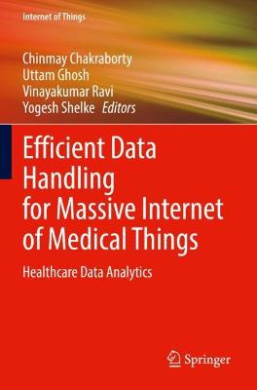 Internet of Things
Chinmay Chakraborty
Uttam Ghosh
Vinayakumar Ravi
Yogesh Shelke Editors
Efficient Data
Handling
for Massive Internet
of Medical Things
Healthcare Data Analytics
Springer